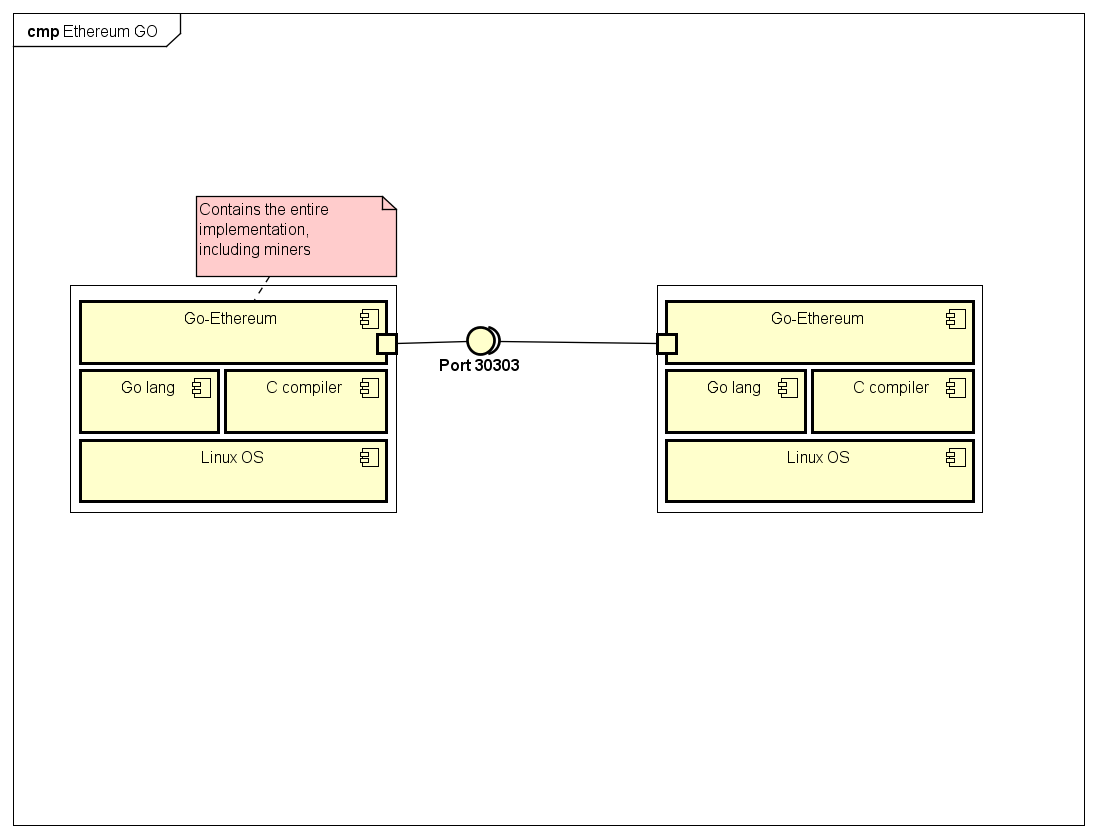 cmp Ethereum GO
Contains the entire
implementation,
including miners
Go-Ethereum
Go lang
C compiler
Linux OS
Port 30303
Go-Ethereum
Go lang
C compiler
Linux OS